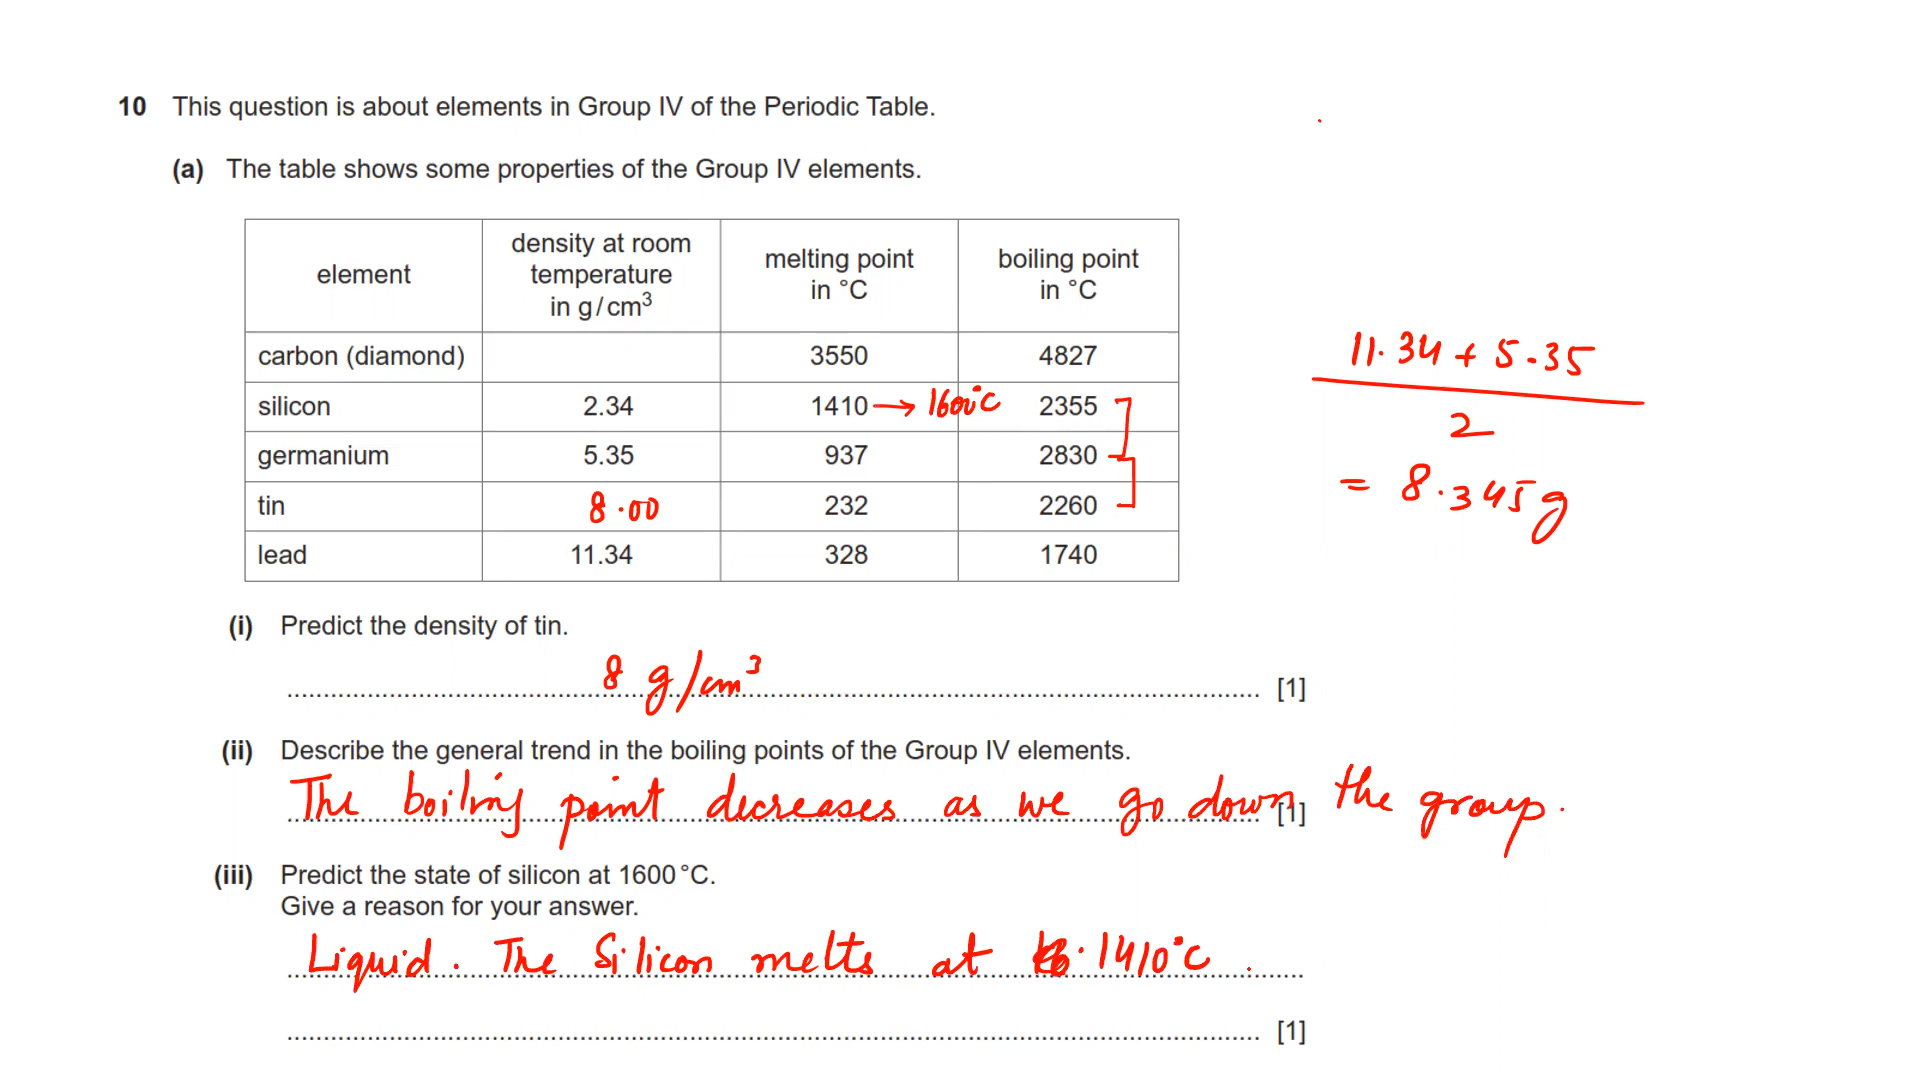 10 This question is about elements in Group IV of the Periodic Table.
(a) The table shows some properties of the Group IV elements.
element density at room temperature in g/cm³ melting point in °C boiling point in °C
carbon (diamond) 3550 4827
silicon 2.34 1410 → 1600°C 2355
germanium 5.35 937 2830
tin 8.00 232 2260
lead 11.34 328 1740
11.34 + 5.35
2
= 8.345g
(i) Predict the density of tin.
8 g/cm³ [1]
(ii) Describe the general trend in the boiling points of the Group IV elements.
The boiling point decreases as we go down the group. [1]
(iii) Predict the state of silicon at 1600°C.
Give a reason for your answer.
Liquid. The Silicon melts at 1410°C.
[1]